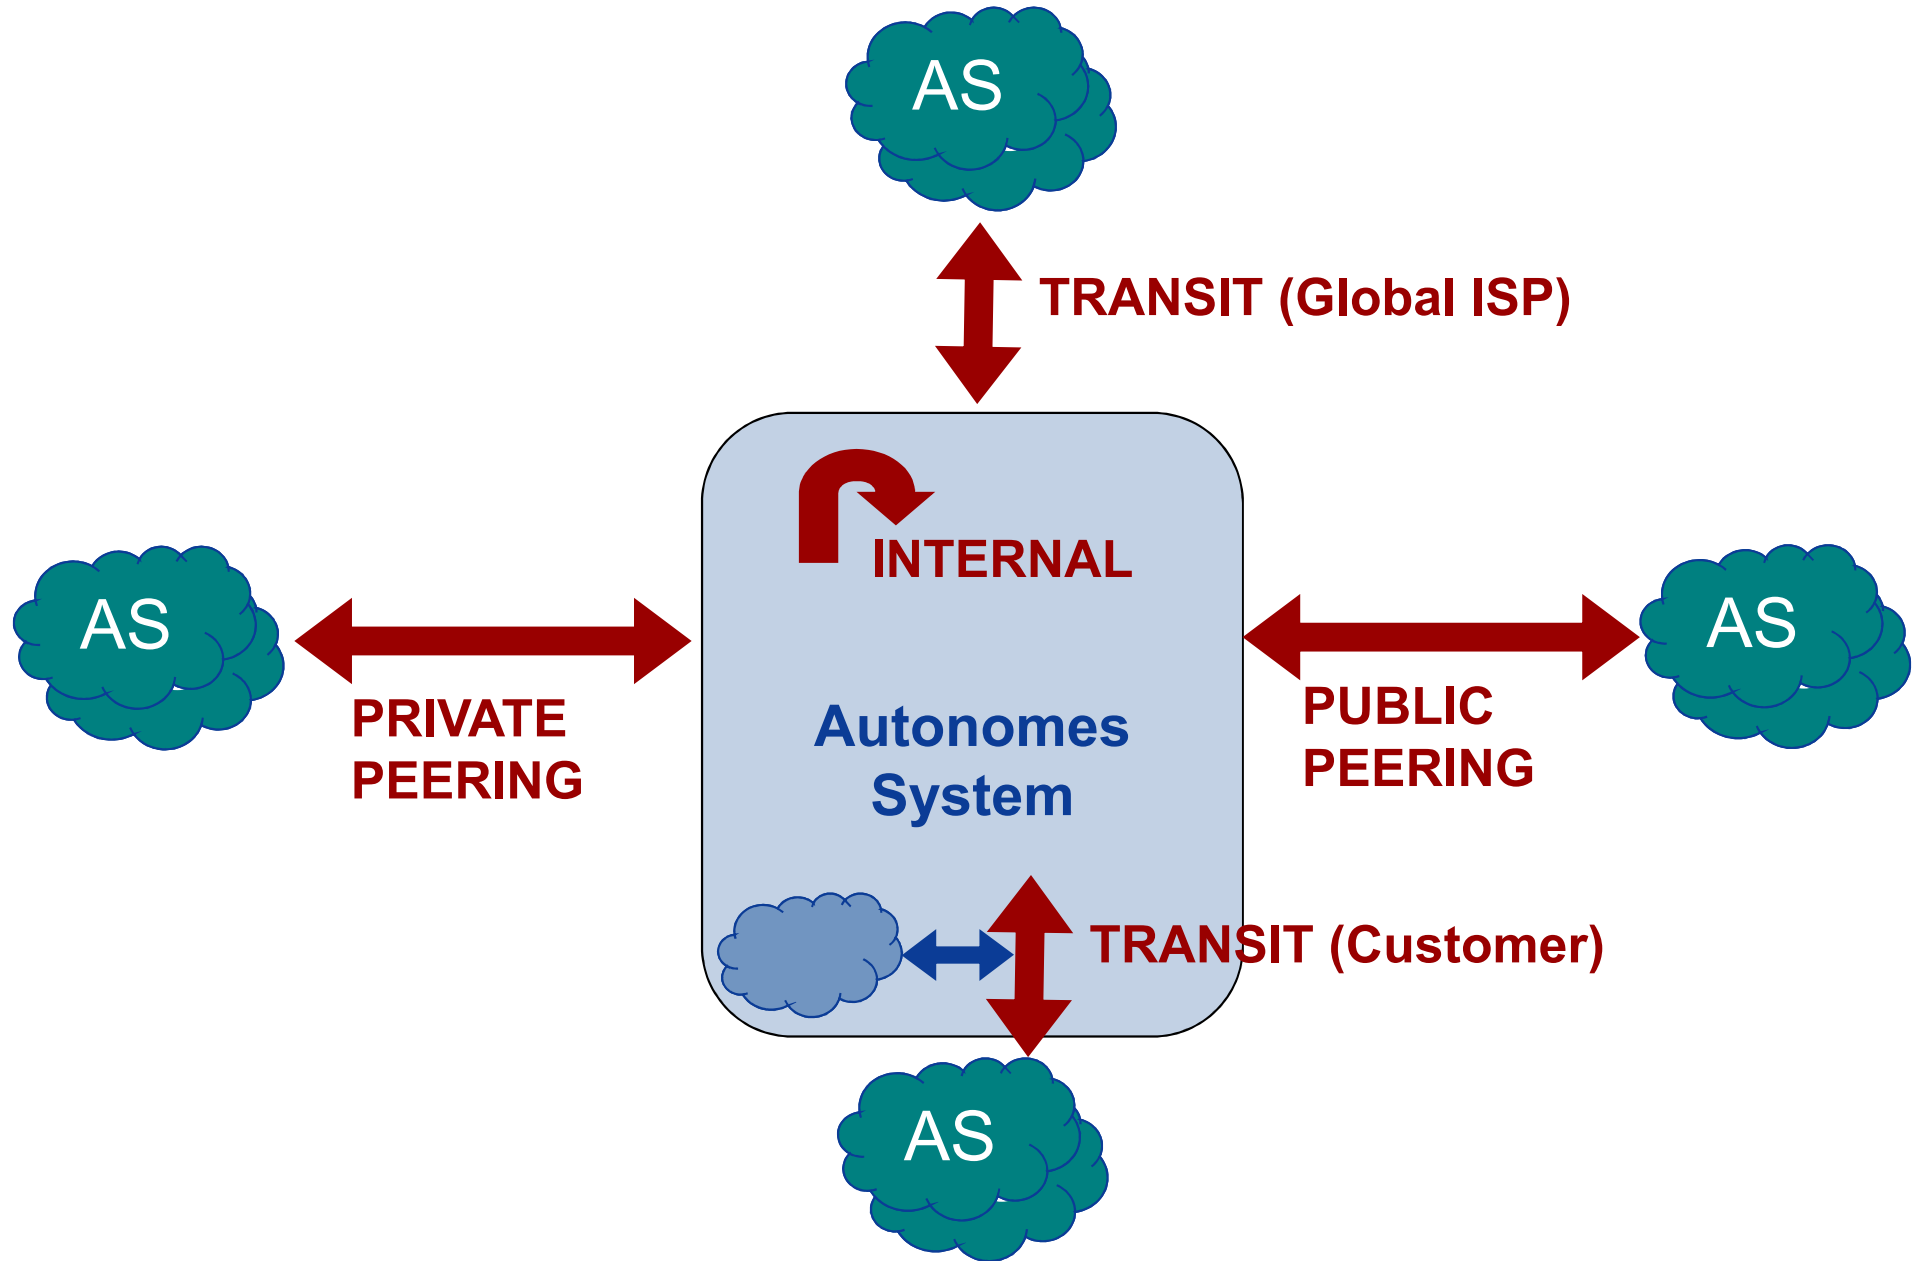 AS
TRANSIT (Global ISP)
INTERNAL
AS
AS
PRIVATE
PEERING
Autonomes
System
PUBLIC
PEERING
TRANSIT (Customer)
AS